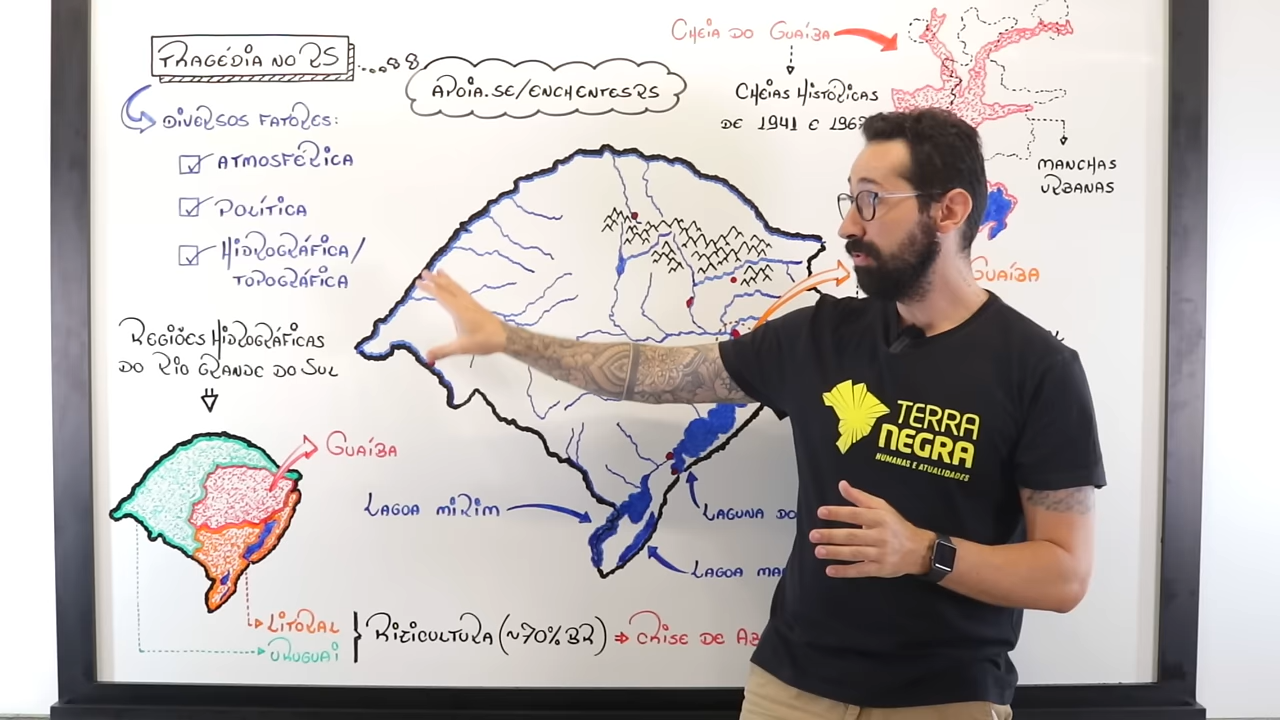 TRAGÉDIA NO RS
APOIA.SE/ENCHENTESRS
DIVERSOS FATORES:
ATMOSFÉRICA
POLÍTICA
HIDROGRÁFICA/
TOPOGRÁFICA
REGIÕES HIDROGRÁFICAS
DO RIO GRANDE DO SUL
GUAÍBA
LITORAL
URUGUAI
RIZICULTURA (~70% BR) ⇒ CRISE DE
LAGOA MIRIM
LAGUNA
LAGOA
CHEIA DO GUAÍBA
CHEIAS HISTÓRICAS
DE 1941 E
MANCHAS
URBANAS
GUAÍBA
TERRA
NEGRA
HUMANAS E ATUALIDADES